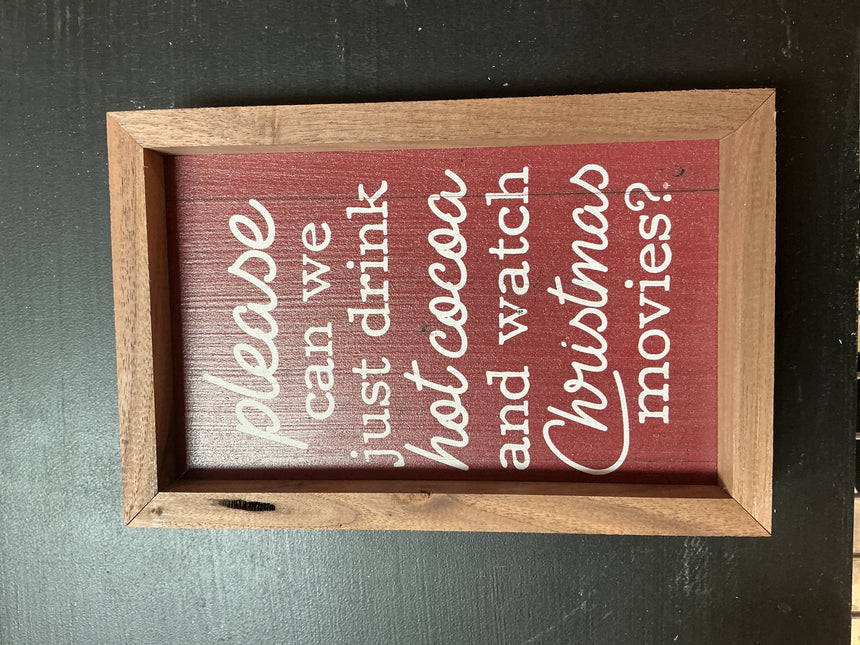 please
can we
just drink
hot cocoa
and watch
Christmas
movies?